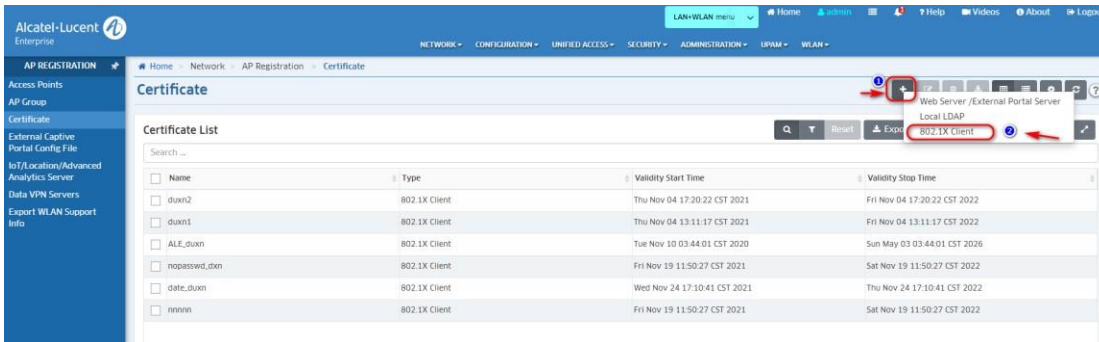 LAN+WLAN menu
Home admin ? Help Videos About Logou
Alcatel·Lucent
Enterprise
NETWORK CONFIGURATION UNIFIED ACCESS SECURITY ADMINISTRATION UPAM WLAN
AP REGISTRATION
Home > Network > AP Registration > Certificate
Access Points
AP Group
Certificate
External Captive
Portal Config File
IoT/Location/Advanced
Analytics Server
Data VPN Servers
Export WLAN Support
Info
Certificate
1
Web Server /External Portal Server
Local LDAP
802.1X Client
2
Certificate List
Reset Expo
Search ...
Name Type Validity Start Time Validity Stop Time
duxn2 802.1X Client Thu Nov 04 17:20:22 CST 2021 Fri Nov 04 17:20:22 CST 2022
duxn1 802.1X Client Thu Nov 04 13:11:17 CST 2021 Fri Nov 04 13:11:17 CST 2022
ALE_duxn 802.1X Client Tue Nov 10 03:44:01 CST 2020 Sun May 03 03:44:01 CST 2026
nopasswd_dxn 802.1X Client Fri Nov 19 11:50:27 CST 2021 Sat Nov 19 11:50:27 CST 2022
date_duxn 802.1X Client Wed Nov 24 17:10:41 CST 2021 Thu Nov 24 17:10:41 CST 2022
nnnnn 802.1X Client Fri Nov 19 11:50:27 CST 2021 Sat Nov 19 11:50:27 CST 2022